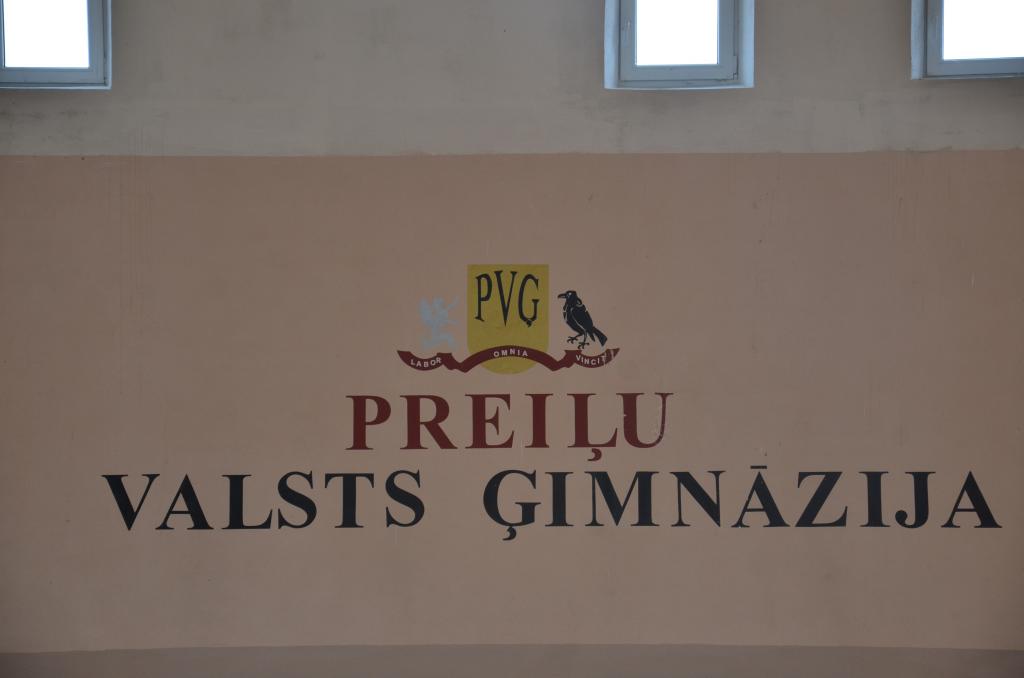 PVĢ
LABOR OMNIA VINCIT
PREIĻU
VALSTS ĢIMNĀZIJA